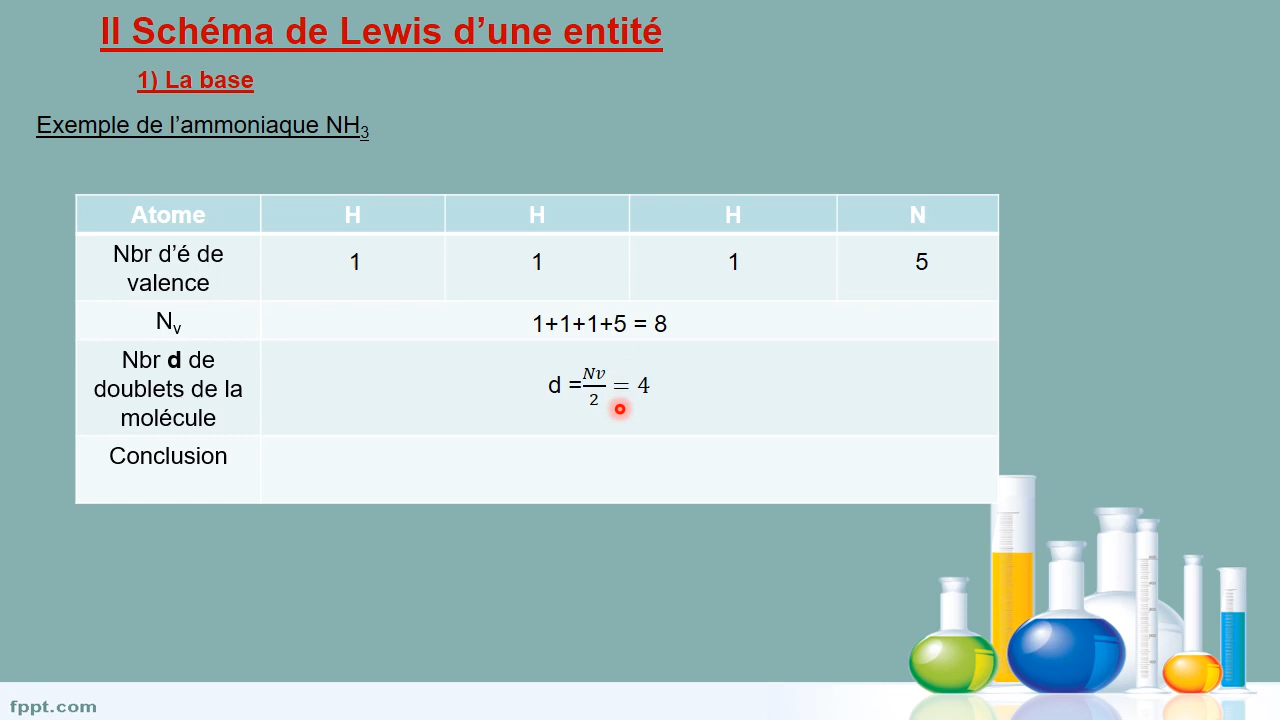 II Schéma de Lewis d’une entité
1) La base
Exemple de l’ammoniaque NH₃
Atome H H H N
Nbr d’é de
valence
1 1 1 5
Nᵥ
1+1+1+5 = 8
Nbr d de
doublets de la
molécule
d = Nv/2 = 4
Conclusion
fppt.com